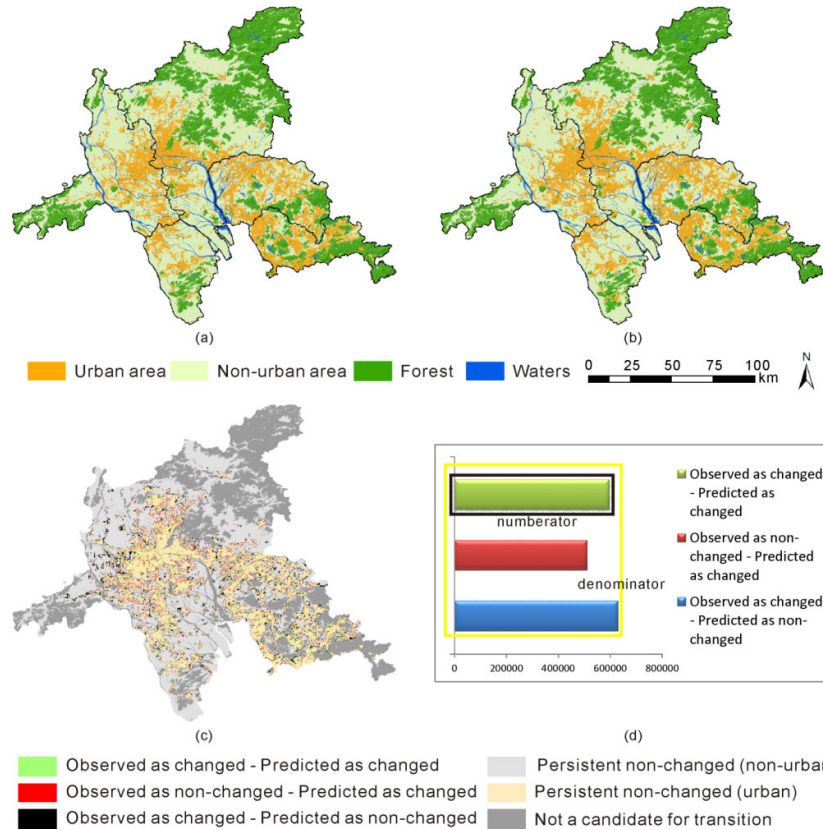 (a)
(b)
Urban area Non-urban area Forest Waters
0 25 50 75 100
km
N
Observed as changed
- Predicted as
changed
numberator
Observed as non-
changed - Predicted
as changed
denominator
Observed as changed
- Predicted as non-
changed
0 200000 400000 600000 800000
(c)
(d)
Observed as changed - Predicted as changed
Observed as non-changed - Predicted as changed
Observed as changed - Predicted as non-changed
Persistent non-changed (non-urban
Persistent non-changed (urban)
Not a candidate for transition